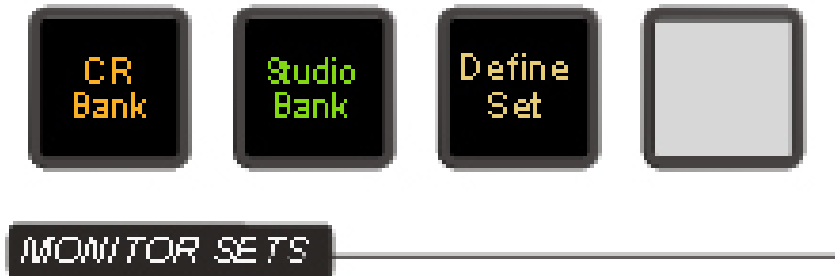 CR
Bank
Studio
Bank
Define
Set
MONITOR SETS